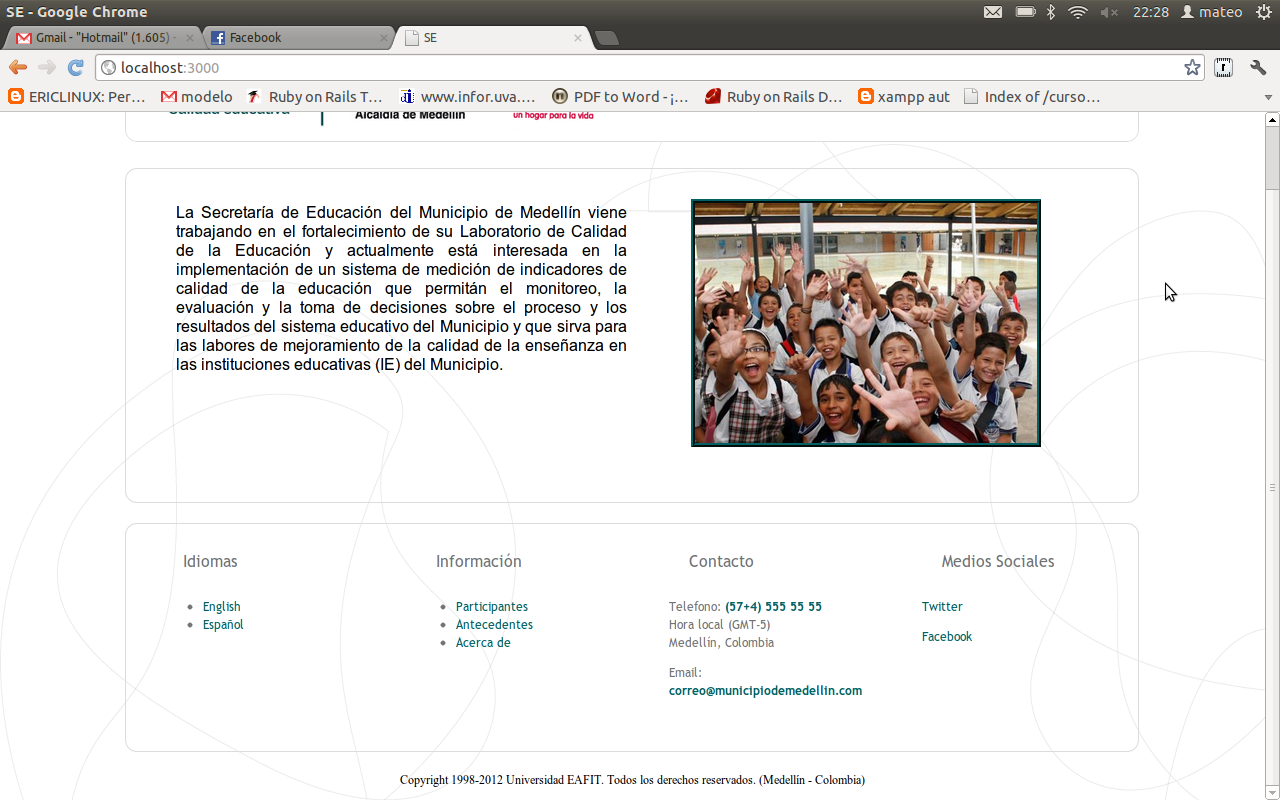 SE - Google Chrome
22:28 mateo
Gmail - "Hotmail" (1.605) -
Facebook
SE
localhost:3000
ERICLINUX: Per...
modelo
Ruby on Rails T...
www.infor.uva....
PDF to Word - ¡...
Ruby on Rails D...
xampp aut
Index of /curso...
Calidad educativa
Alcaldía de Medellín
un hogar para la vida
La Secretaría de Educación del Municipio de Medellín viene
trabajando en el fortalecimiento de su Laboratorio de Calidad
de la Educación y actualmente está interesada en la
implementación de un sistema de medición de indicadores de
calidad de la educación que permitán el monitoreo, la
evaluación y la toma de decisiones sobre el proceso y los
resultados del sistema educativo del Municipio y que sirva para
las labores de mejoramiento de la calidad de la enseñanza en
las instituciones educativas (IE) del Municipio.
Idiomas
English
Español
Información
Participantes
Antecedentes
Acerca de
Contacto
Telefono: (57+4) 555 55 55
Hora local (GMT-5)
Medellín, Colombia
Email:
correo@municipiodemedellin.com
Medios Sociales
Twitter
Facebook
Copyright 1998-2012 Universidad EAFIT. Todos los derechos reservados. (Medellín - Colombia)